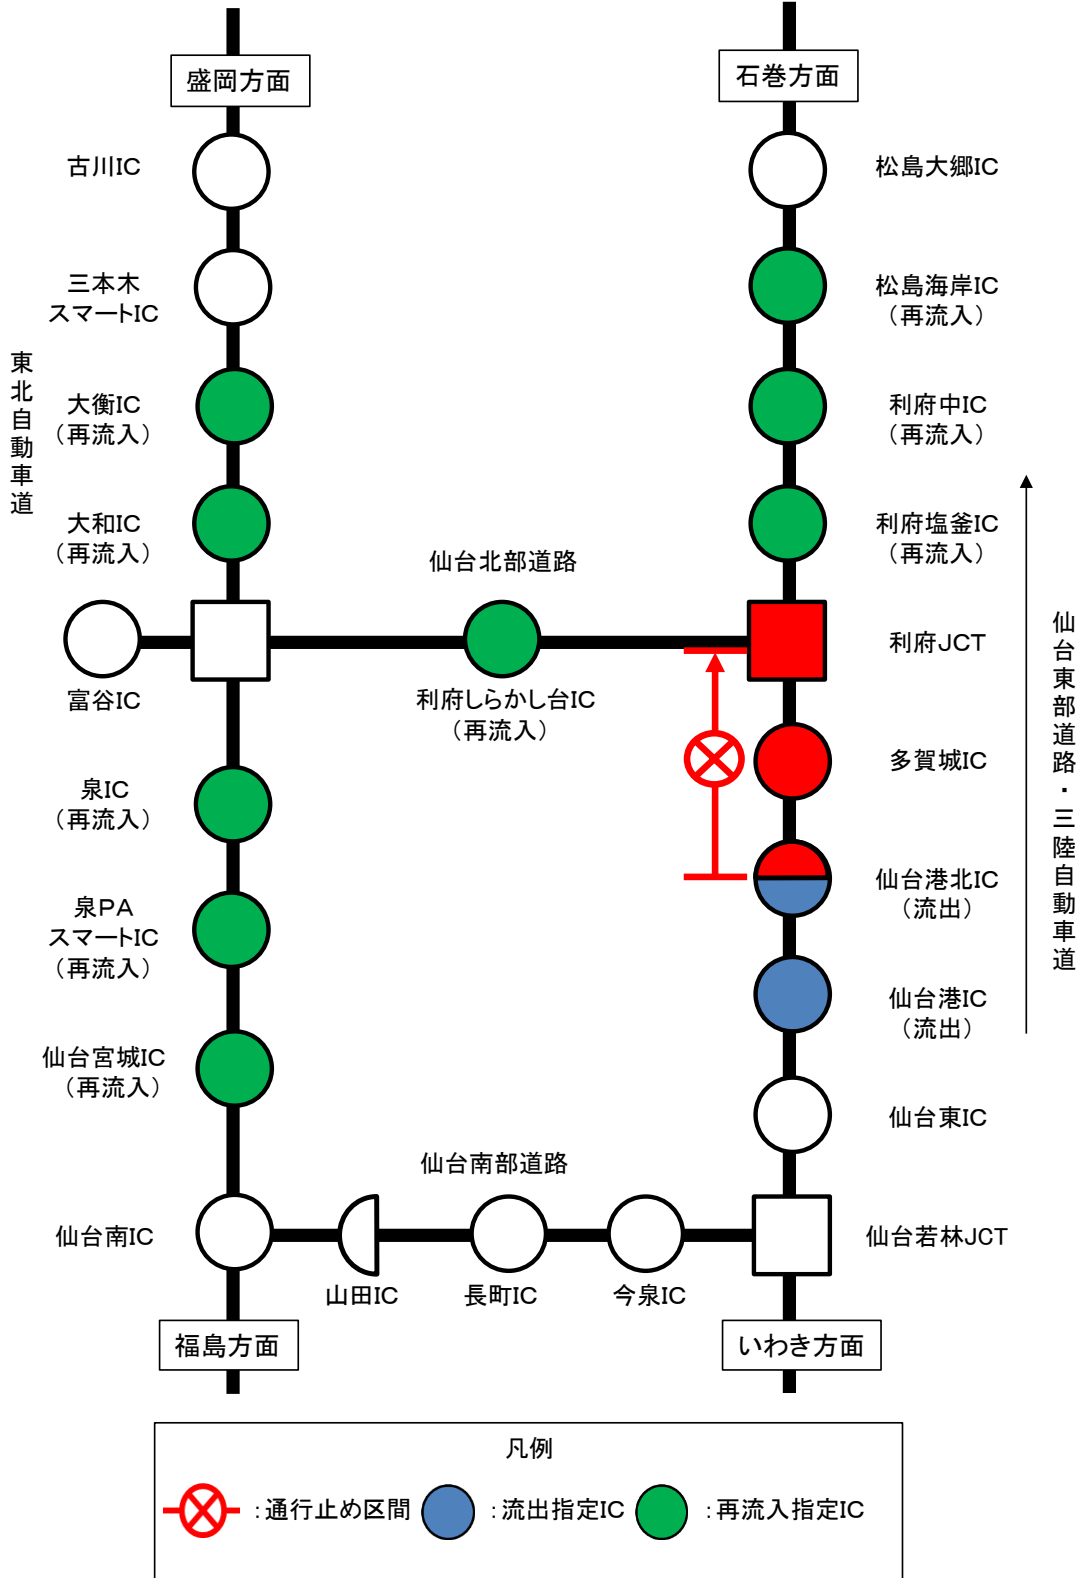 盛岡方面
石巻方面
古川IC
松島大郷IC
三本木
スマートIC
松島海岸IC
（再流入）
東北自動車道
大衡IC
（再流入）
利府中IC
（再流入）
大和IC
（再流入）
仙台北部道路
利府塩釜IC
（再流入）
富谷IC
利府しらかし台IC
（再流入）
利府JCT
仙台東部道路・三陸自動車道
多賀城IC
泉IC
（再流入）
仙台港北IC
（流出）
泉PA
スマートIC
（再流入）
仙台港IC
（流出）
仙台宮城IC
（再流入）
仙台東IC
仙台南部道路
仙台南IC
山田IC
長町IC
今泉IC
仙台若林JCT
福島方面
いわき方面
凡例
：通行止め区間
：流出指定IC
：再流入指定IC